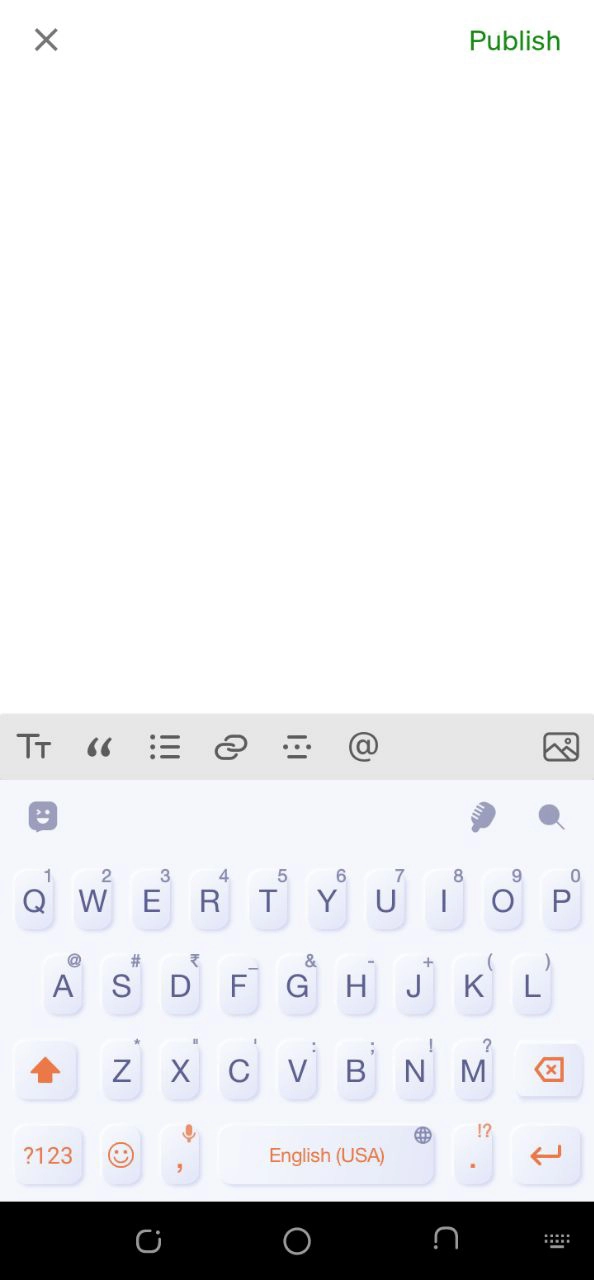 Publish
TT
@
1 2 3 4 5 6 7 8 9 0
Q W E R T Y U I O P
@ # ₹ _ & - + ( )
A S D F G H J K L
* " ' : ; ! ?
Z X C V B N M
!?
?123 , English (USA) .